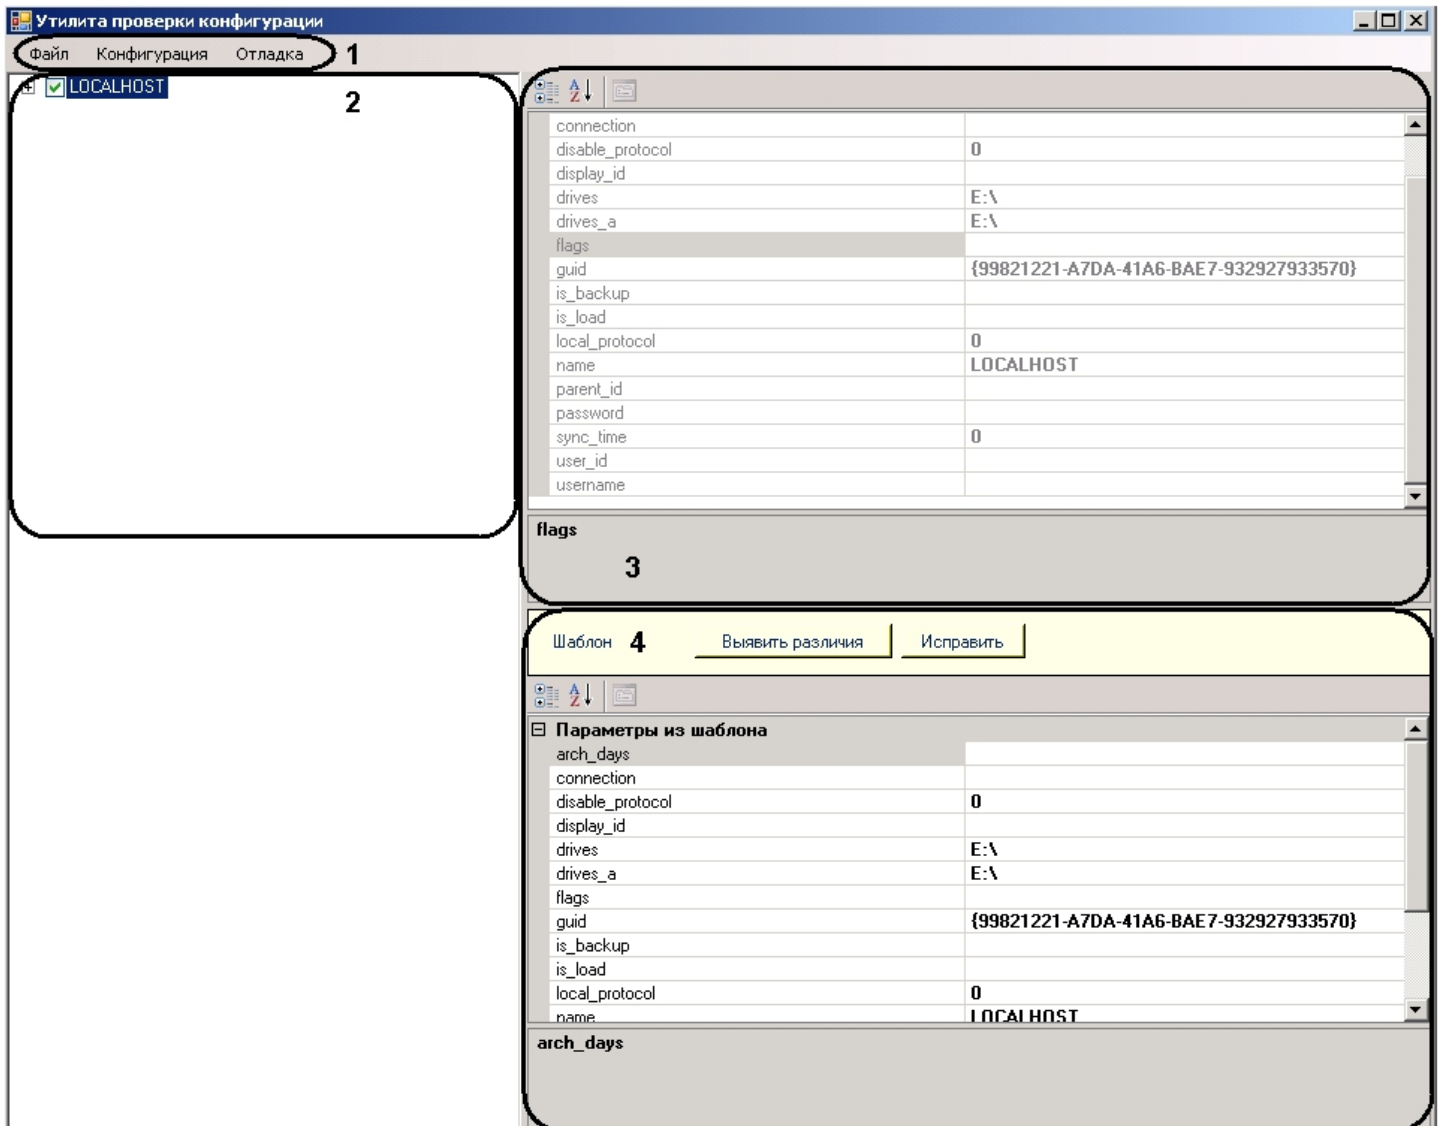 Утилита проверки конфигурации
Файл Конфигурация Отладка 1
LOCALHOST
2
connection
disable_protocol 0
display_id
drives E:\
drives_a E:\
flags
guid {99821221-A7DA-41A6-BAE7-932927933570}
is_backup
is_load
local_protocol 0
name LOCALHOST
parent_id
password
sync_time 0
user_id
username
flags
3
Шаблон 4 Выявить различия Исправить
Параметры из шаблона
arch_days
connection
disable_protocol 0
display_id
drives E:\
drives_a E:\
flags
guid {99821221-A7DA-41A6-BAE7-932927933570}
is_backup
is_load
local_protocol 0
name LOCALHOST
arch_days